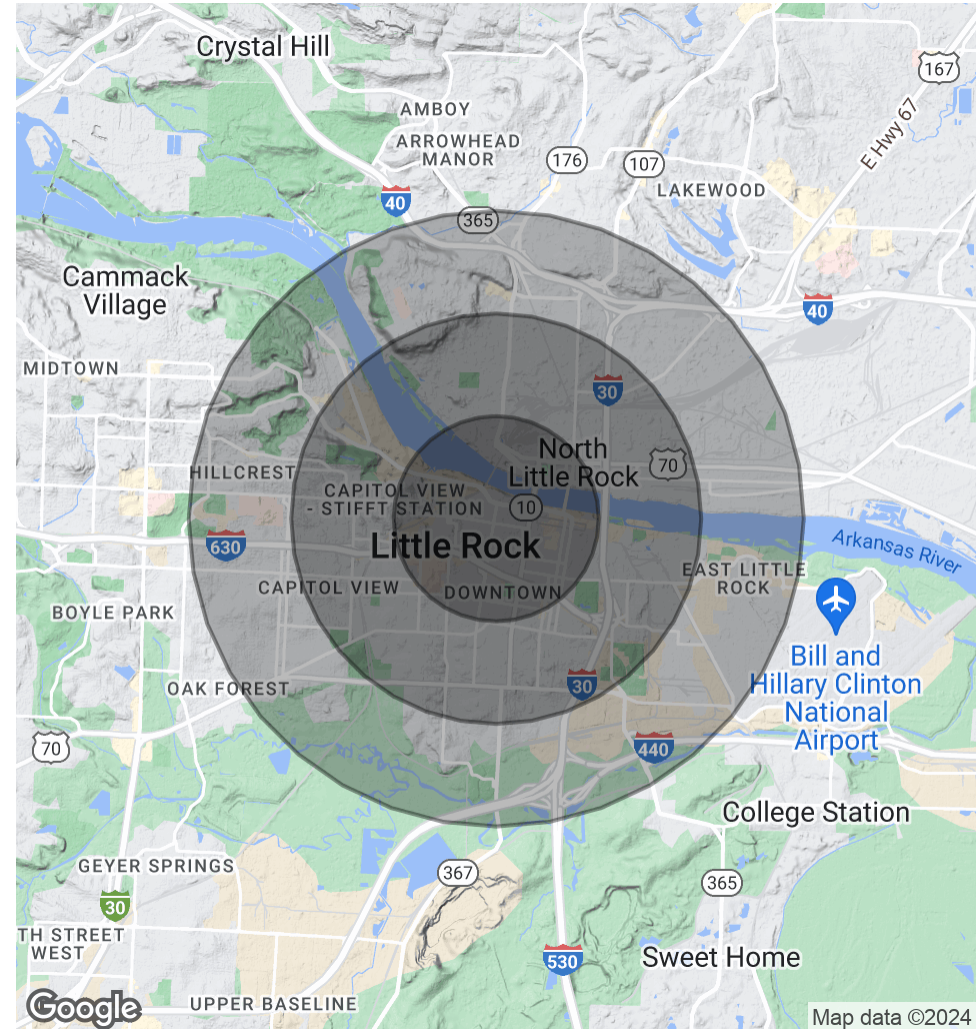 Crystal Hill
167
AMBOY
E Hwy 67
ARROWHEAD
MANOR
176
107
LAKEWOOD
40
365
Cammack
Village
40
MIDTOWN
30
North
Little Rock
70
HILLCREST
CAPITOL VIEW
- STIFFT STATION
10
Little Rock
630
Arkansas River
EAST LITTLE
ROCK
CAPITOL VIEW
DOWNTOWN
BOYLE PARK
Bill and
Hillary Clinton
National
Airport
OAK FOREST
30
70
440
College Station
GEYER SPRINGS
367
365
30
TH STREET
WEST
530
Sweet Home
UPPER BASELINE
Google
Map data ©2024